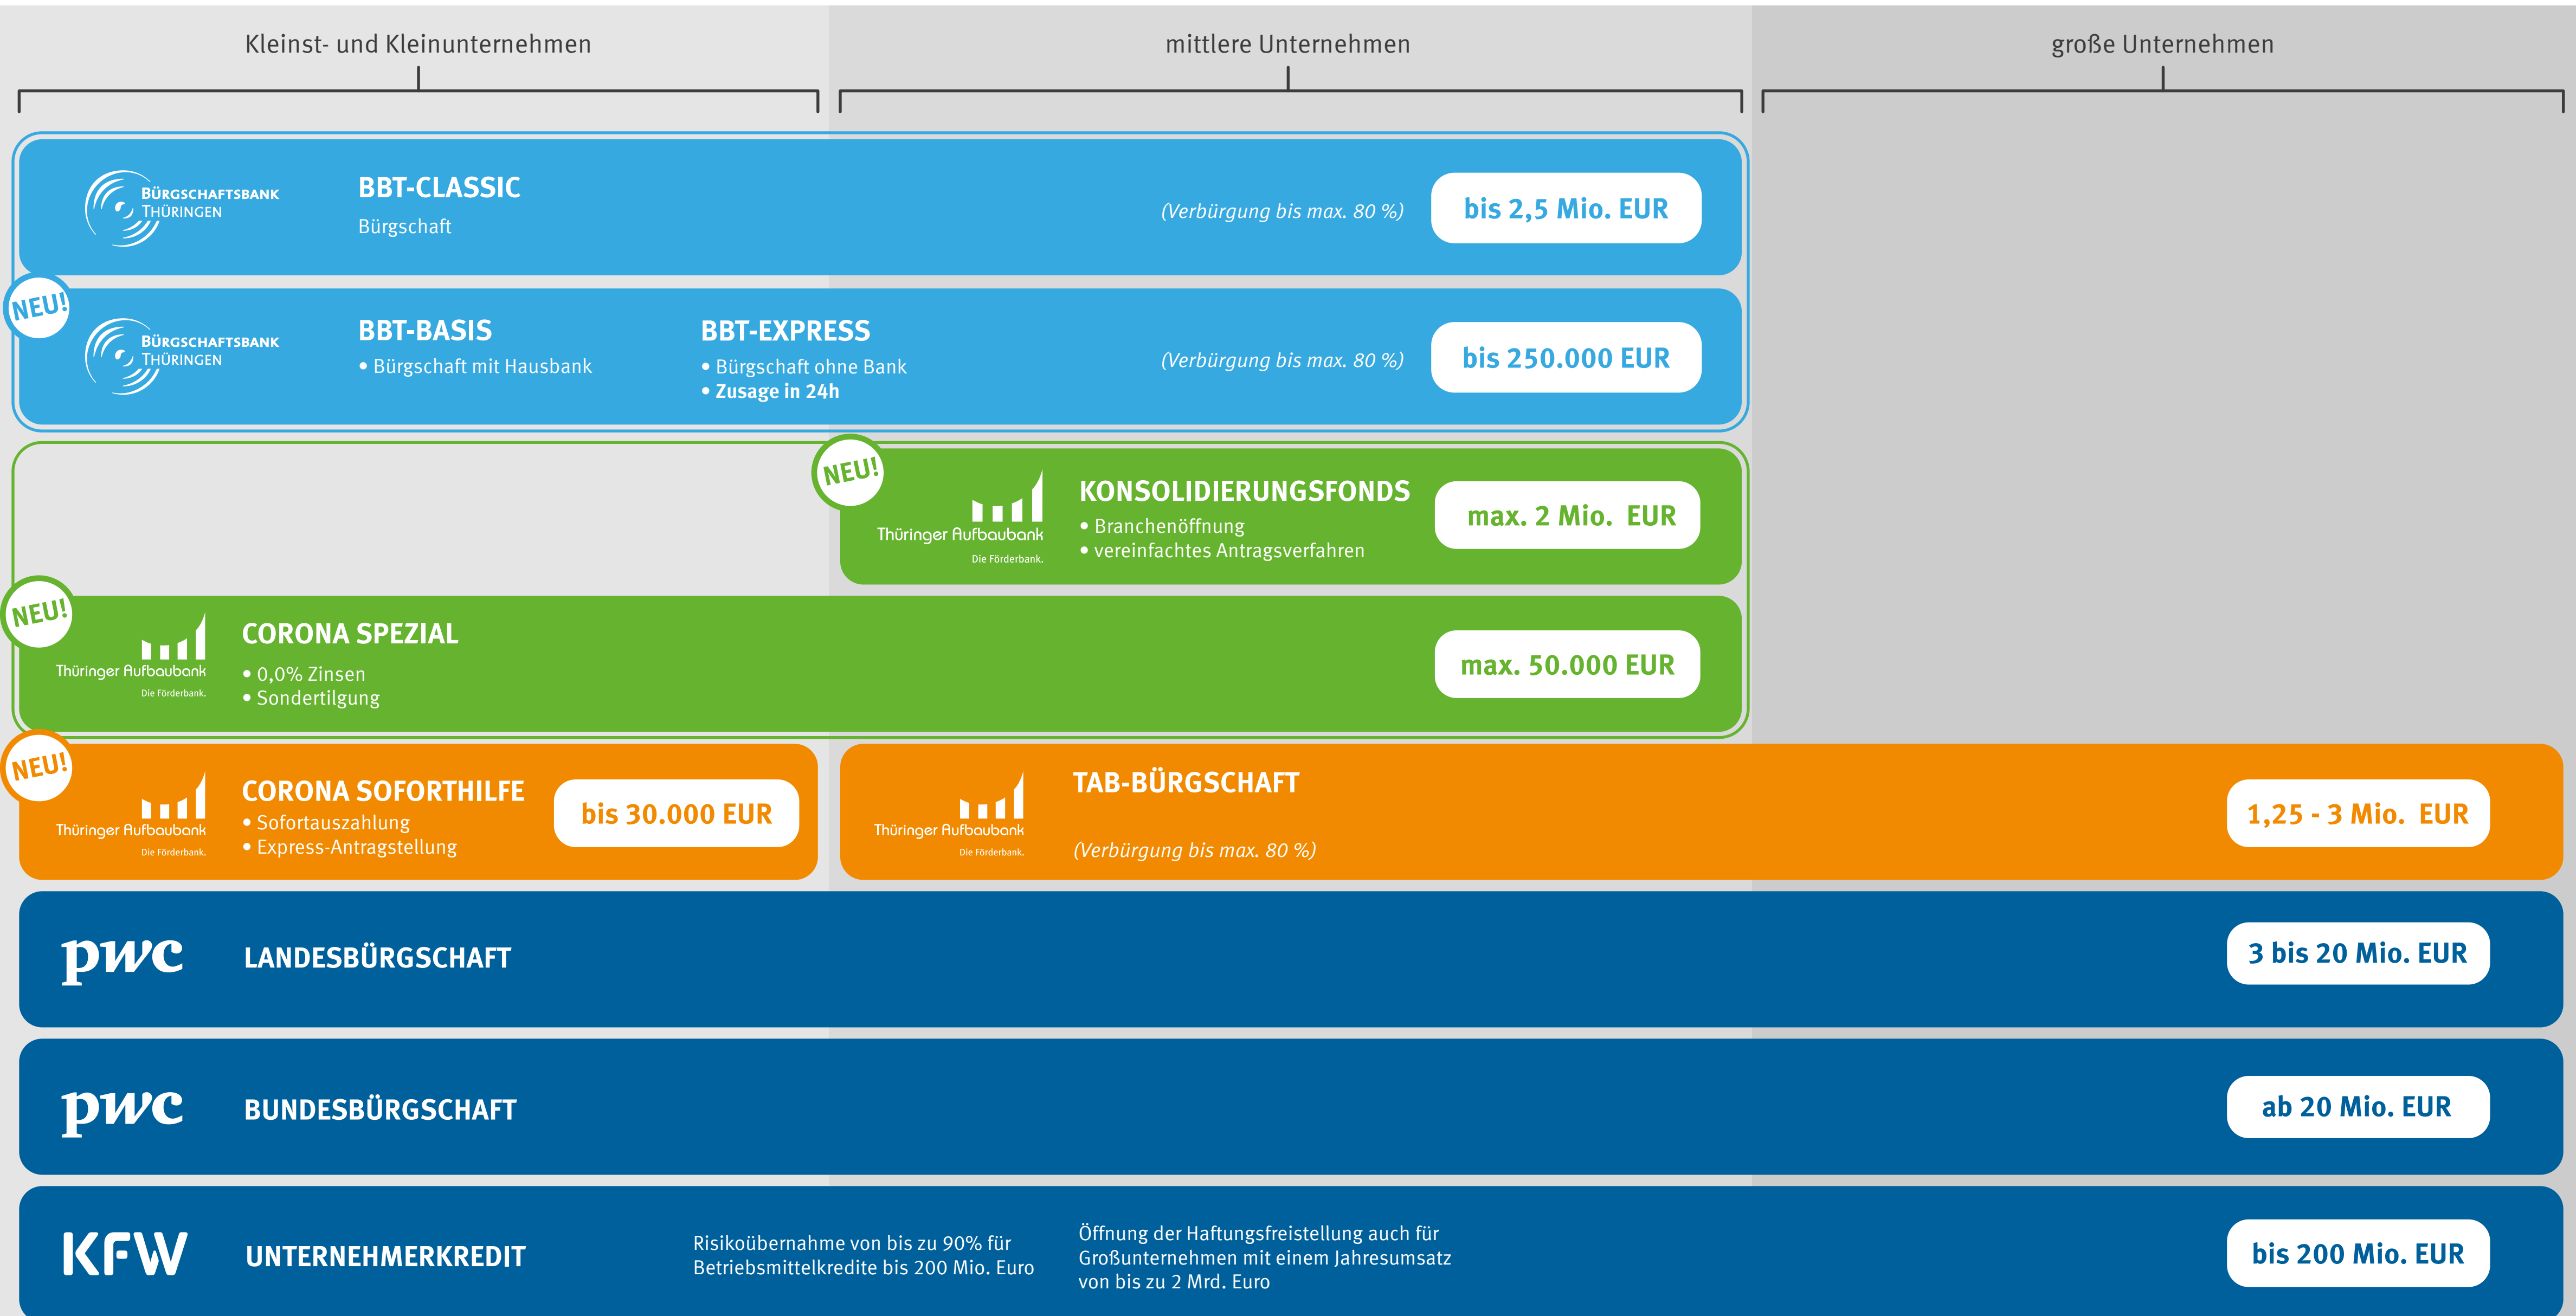 Kleinst- und Kleinunternehmen
mittlere Unternehmen
große Unternehmen
BÜRGSCHAFTSBANK
THÜRINGEN
BBT-CLASSIC
Bürgschaft
(Verbürgung bis max. 80 %)
bis 2,5 Mio. EUR
NEU!
BÜRGSCHAFTSBANK
THÜRINGEN
BBT-BASIS
• Bürgschaft mit Hausbank
BBT-EXPRESS
• Bürgschaft ohne Bank
• Zusage in 24h
(Verbürgung bis max. 80 %)
bis 250.000 EUR
NEU!
Thüringer Aufbaubank
Die Förderbank.
KONSOLIDIERUNGSFONDS
• Branchenöffnung
• vereinfachtes Antragsverfahren
max. 2 Mio. EUR
NEU!
Thüringer Aufbaubank
Die Förderbank.
CORONA SPEZIAL
• 0,0% Zinsen
• Sondertilgung
max. 50.000 EUR
NEU!
Thüringer Aufbaubank
Die Förderbank.
CORONA SOFORTHILFE
• Sofortauszahlung
• Express-Antragstellung
bis 30.000 EUR
Thüringer Aufbaubank
Die Förderbank.
TAB-BÜRGSCHAFT
(Verbürgung bis max. 80 %)
1,25 - 3 Mio. EUR
pwc
LANDESBÜRGSCHAFT
3 bis 20 Mio. EUR
pwc
BUNDESBÜRGSCHAFT
ab 20 Mio. EUR
KFW
UNTERNEHMERKREDIT
Risikoübernahme von bis zu 90% für
Betriebsmittelkredite bis 200 Mio. Euro
Öffnung der Haftungsfreistellung auch für
Großunternehmen mit einem Jahresumsatz
von bis zu 2 Mrd. Euro
bis 200 Mio. EUR